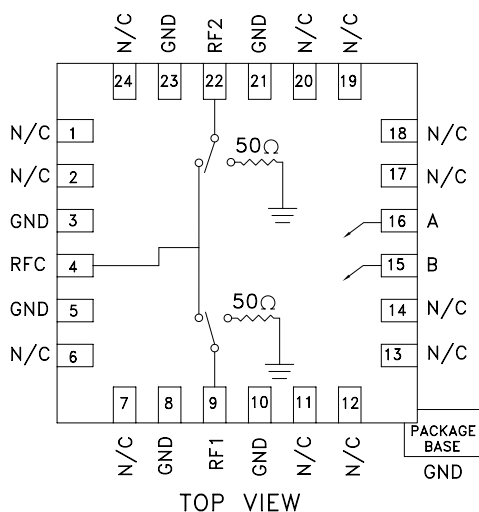 N/C GND RF2 GND N/C N/C
24 23 22 21 20 19
N/C 1
50Ω
18 N/C
N/C 2
17 N/C
GND 3
16 A
RFC 4
15 B
GND 5
50Ω
14 N/C
N/C 6
13 N/C
7 8 9 10 11 12
N/C GND RF1 GND N/C N/C
PACKAGE
BASE
GND
TOP VIEW